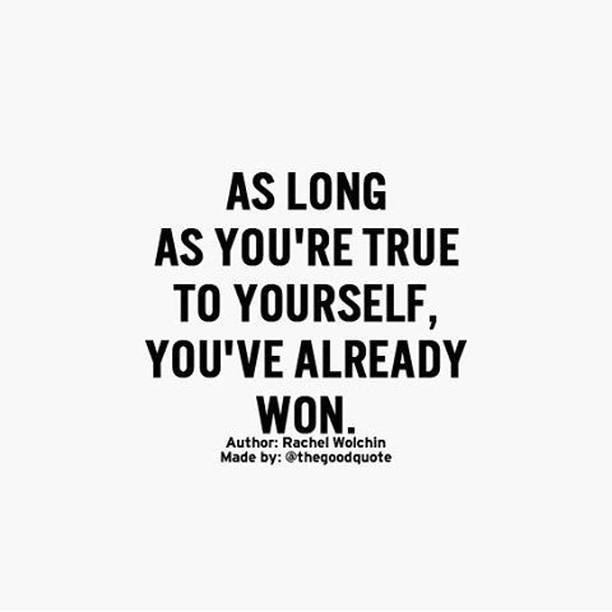 AS LONG
AS YOU'RE TRUE
TO YOURSELF,
YOU'VE ALREADY
WON.
Author: Rachel Wolchin
Made by: @thegoodquote